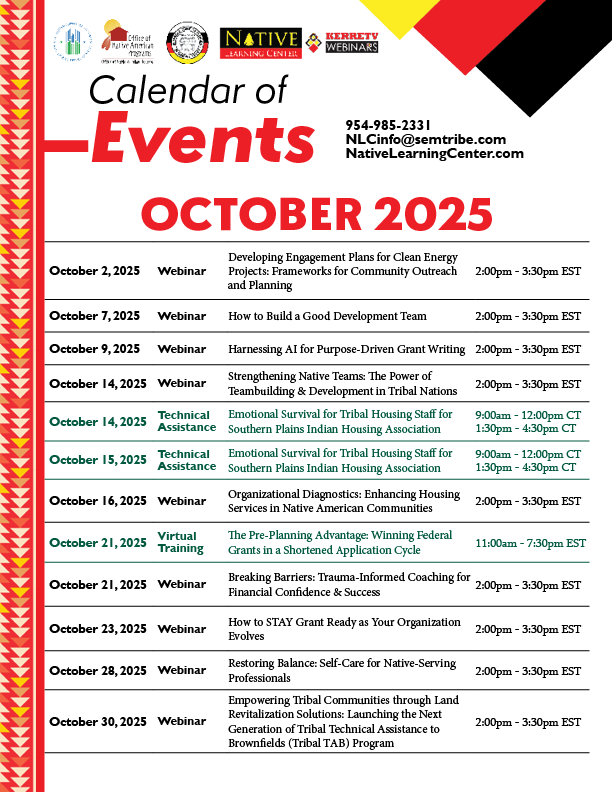 Office of
Native American
Programs
NATIVE
LEARNING CENTER
KERRETV
WEBINARS
Calendar of
Events
954-985-2331
NLCinfo@semtribe.com
NativeLearningCenter.com
OCTOBER 2025
October 2, 2025 Webinar Developing Engagement Plans for Clean Energy
Projects: Frameworks for Community Outreach
and Planning 2:00pm - 3:30pm EST
October 7, 2025 Webinar How to Build a Good Development Team 2:00pm - 3:30pm EST
October 9, 2025 Webinar Harnessing AI for Purpose-Driven Grant Writing 2:00pm - 3:30pm EST
October 14, 2025 Webinar Strengthening Native Teams: The Power of
Teambuilding & Development in Tribal Nations 2:00pm - 3:30pm EST
October 14, 2025 Technical Emotional Survival for Tribal Housing Staff for 9:00am - 12:00pm CT
Assistance Southern Plains Indian Housing Association 1:30pm - 4:30pm CT
October 15, 2025 Technical Emotional Survival for Tribal Housing Staff for 9:00am - 12:00pm CT
Assistance Southern Plains Indian Housing Association 1:30pm - 4:30pm CT
October 16, 2025 Webinar Organizational Diagnostics: Enhancing Housing
Services in Native American Communities 2:00pm - 3:30pm EST
October 21, 2025 Virtual The Pre-Planning Advantage: Winning Federal
Training Grants in a Shortened Application Cycle 11:00am - 7:30pm EST
October 21, 2025 Webinar Breaking Barriers: Trauma-Informed Coaching for
Financial Confidence & Success 2:00pm - 3:30pm EST
October 23, 2025 Webinar How to STAY Grant Ready as Your Organization
Evolves 2:00pm - 3:30pm EST
October 28, 2025 Webinar Restoring Balance: Self-Care for Native-Serving
Professionals 2:00pm - 3:30pm EST
October 30, 2025 Webinar Empowering Tribal Communities through Land
Revitalization Solutions: Launching the Next
Generation of Tribal Technical Assistance to
Brownfields (Tribal TAB) Program 2:00pm - 3:30pm EST